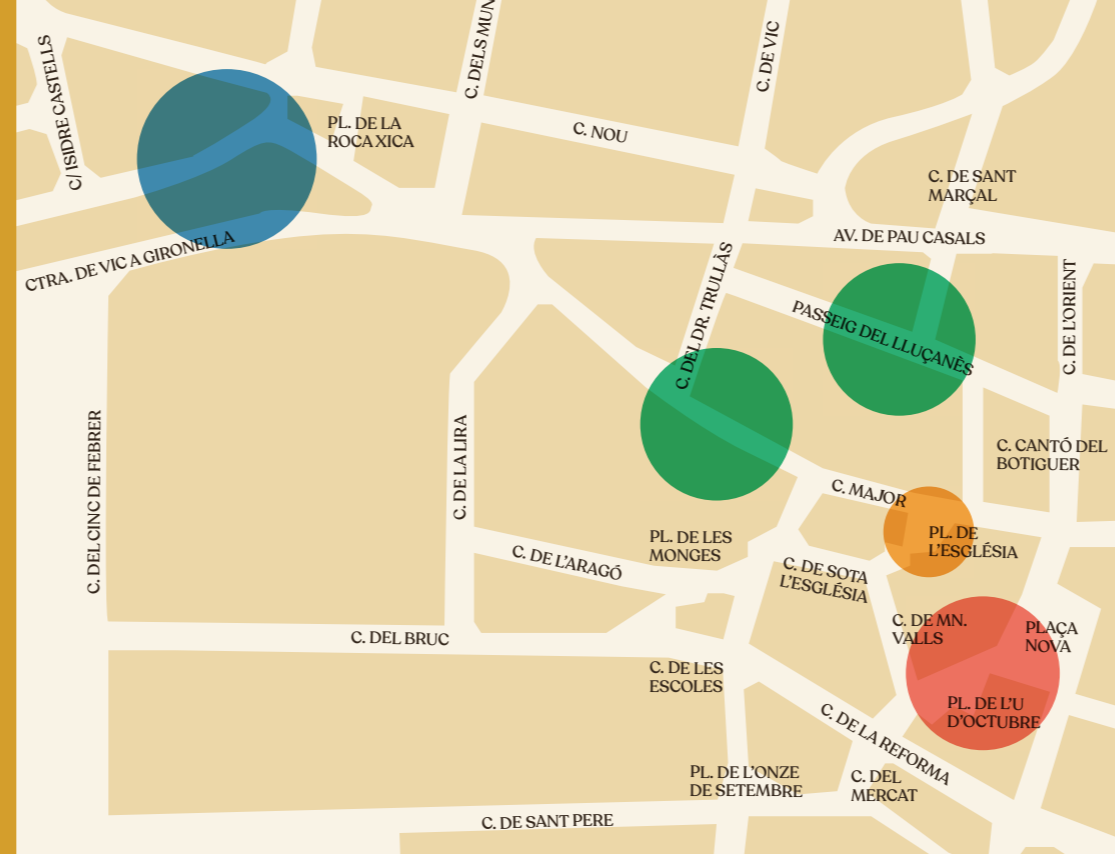 C. DELS MUN
C. DE VIC
C/ ISIDRE CASTELLS
PL. DE LA
ROCA XICA
C. NOU
C. DE SANT
MARÇAL
AV. DE PAU CASALS
CTRA. DE VIC A GIRONELLA
C. DEL DR. TRULLÀS
PASSEIG DEL LLUÇANÈS
C. DE L'ORIENT
C. DEL CINC DE FEBRER
C. DE LA LIRA
C. CANTÓ DEL
BOTIGUER
C. MAJOR
PL. DE LES
MONGES
PL. DE
L'ESGLÉSIA
C. DE L'ARAGÓ
C. DE SOTA
L'ESGLÉSIA
C. DE MN.
VALLS
PLAÇA
NOVA
C. DEL BRUC
C. DE LES
ESCOLES
PL. DE L'U
D'OCTUBRE
C. DE LA REFORMA
PL. DE L'ONZE
DE SETEMBRE
C. DEL
MERCAT
C. DE SANT PERE